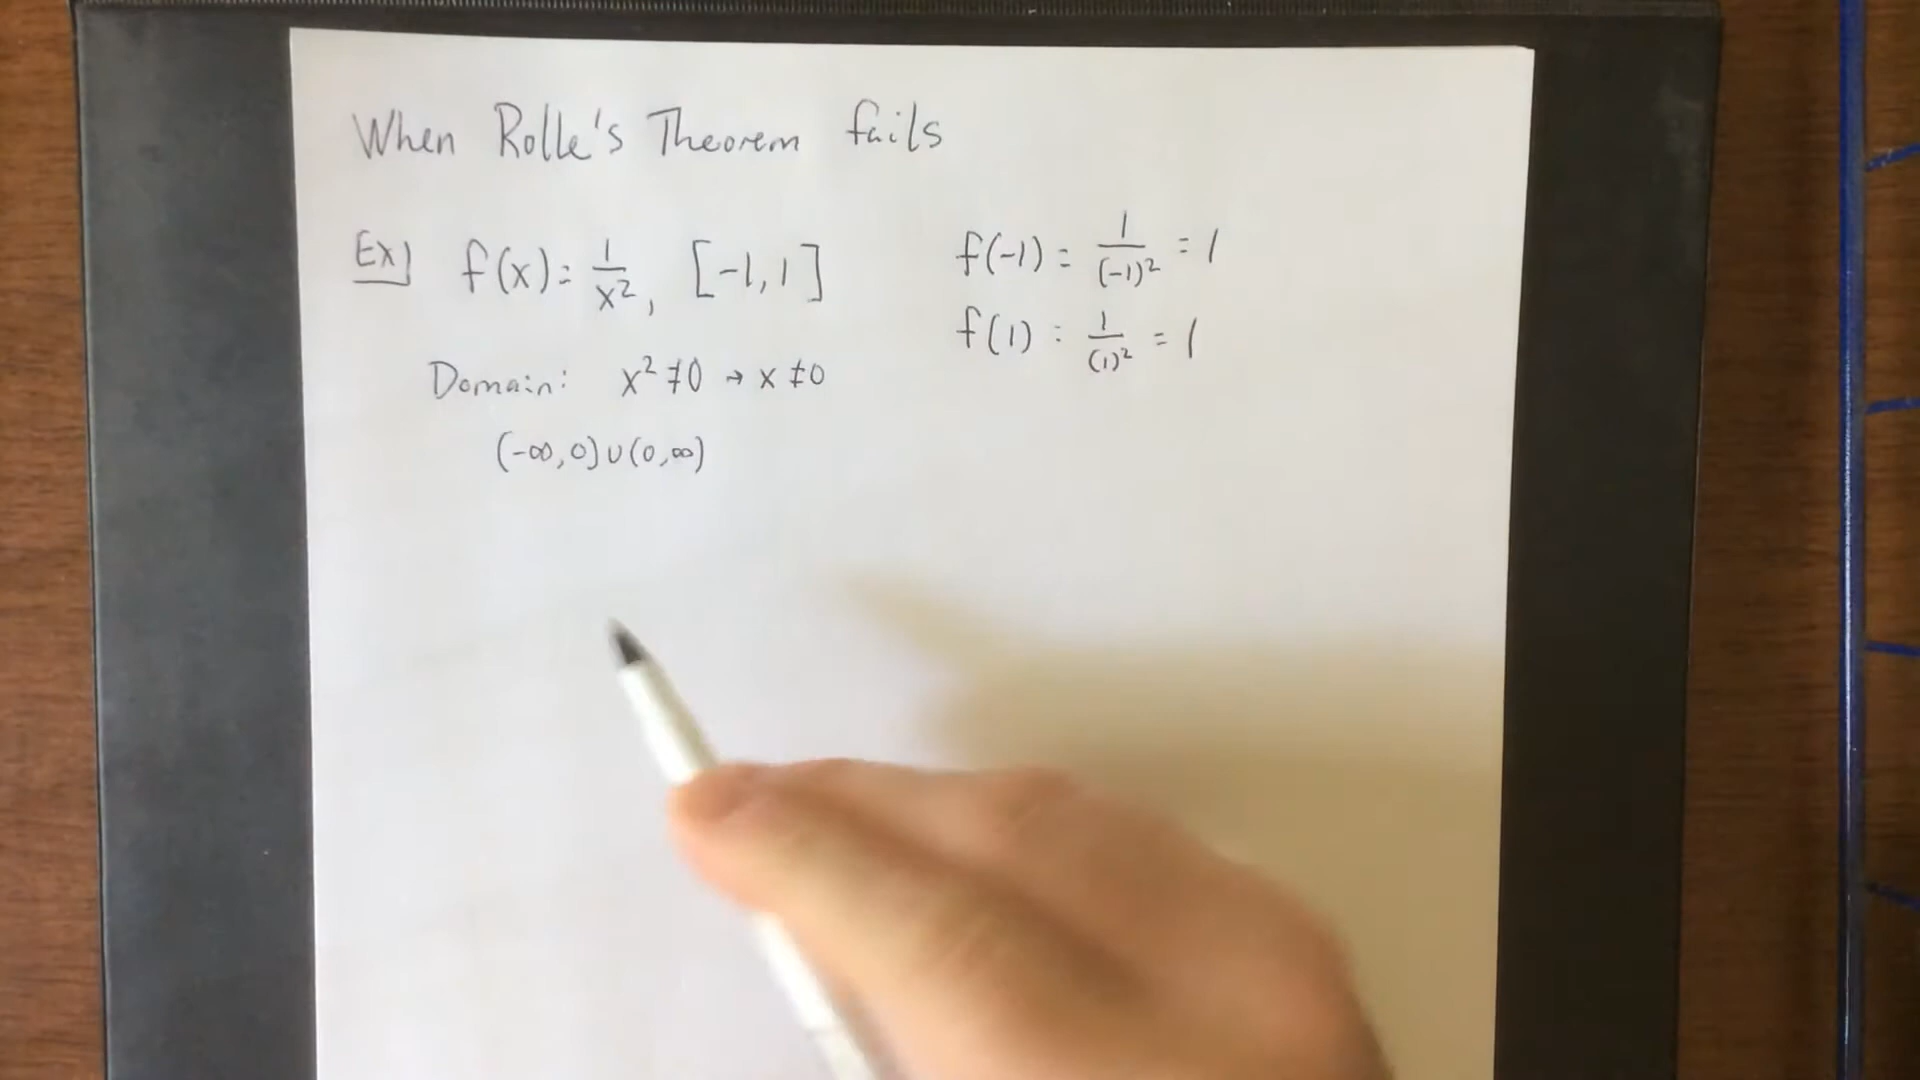 When Rolle's Theorem fails
Ex) f(x) = 1/x², [-1, 1]
f(-1) = 1/(-1)² = 1
f(1) = 1/(1)² = 1
Domain: x² ≠ 0 → x ≠ 0
(-∞, 0) ∪ (0, ∞)